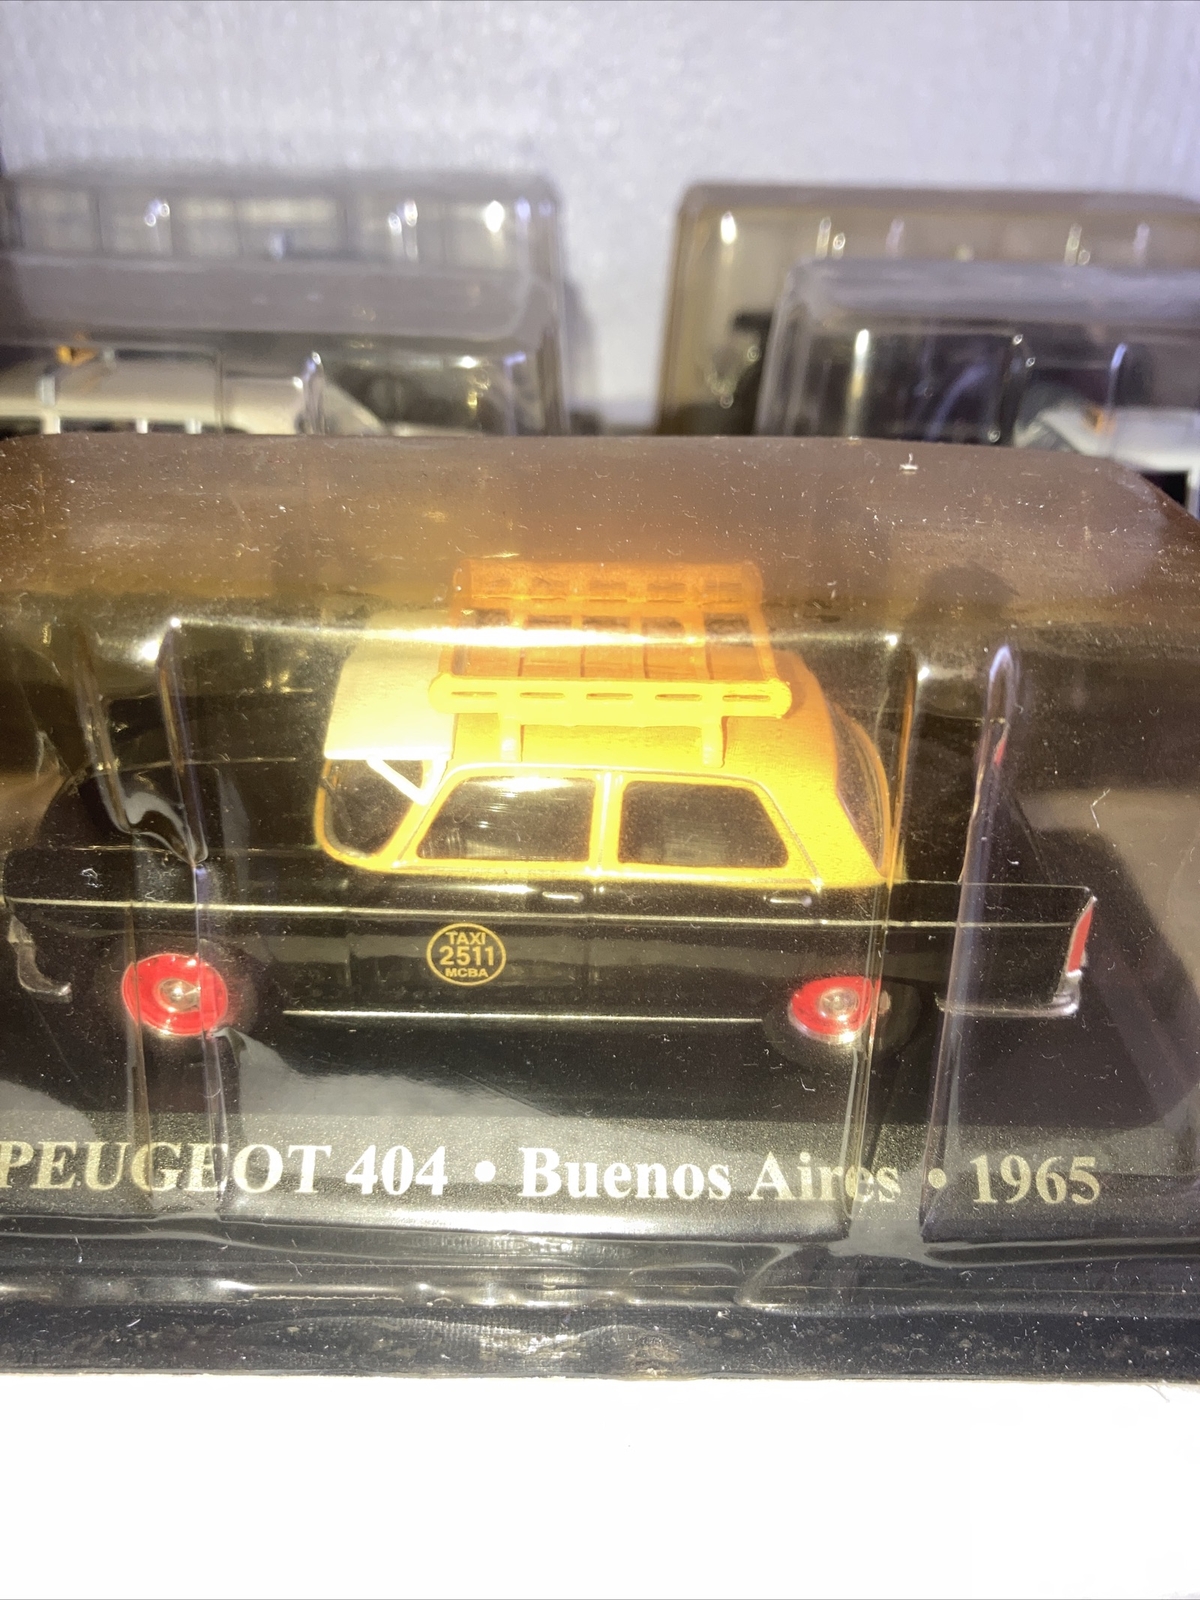 TAXI
2511
MCBA
PEUGEOT 404 • Buenos Aires • 1965